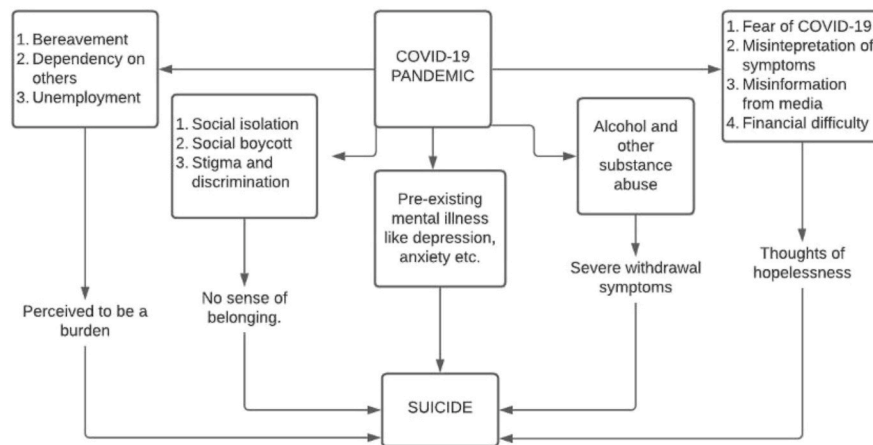 1. Bereavement
2. Dependency on
others
3. Unemployment
COVID-19
PANDEMIC
1. Fear of COVID-19
2. Misintepretation of
symptoms
3. Misinformation
from media
4. Financial difficulty
1. Social isolation
2. Social boycott
3. Stigma and
discrimination
Pre-existing
mental illness
like depression,
anxiety etc.
Alcohol and
other
substance
abuse
Perceived to be a
burden
No sense of
belonging.
Severe withdrawal
symptoms
Thoughts of
hopelessness
SUICIDE